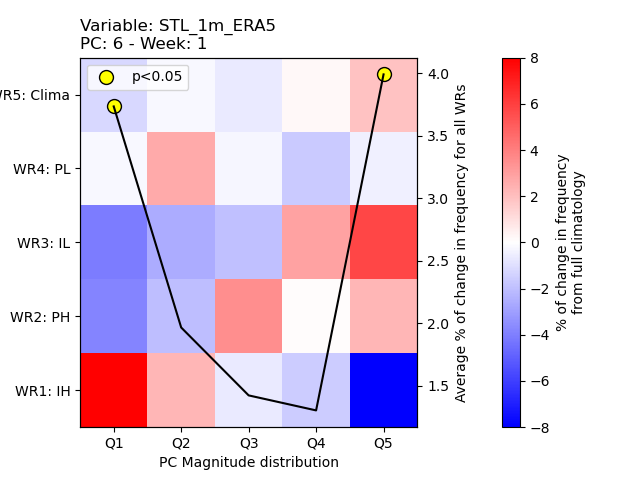 Variable: STL_1m_ERA5
PC: 6 - Week: 1
p<0.05
WR5: Clima
WR4: PL
WR3: IL
WR2: PH
WR1: IH
Q1 Q2 Q3 Q4 Q5
PC Magnitude distribution
4.0
3.5
3.0
2.5
2.0
1.5
Average % of change in frequency for all WRs
8
6
4
2
0
−2
−4
−6
−8
% of change in frequency
from full climatology